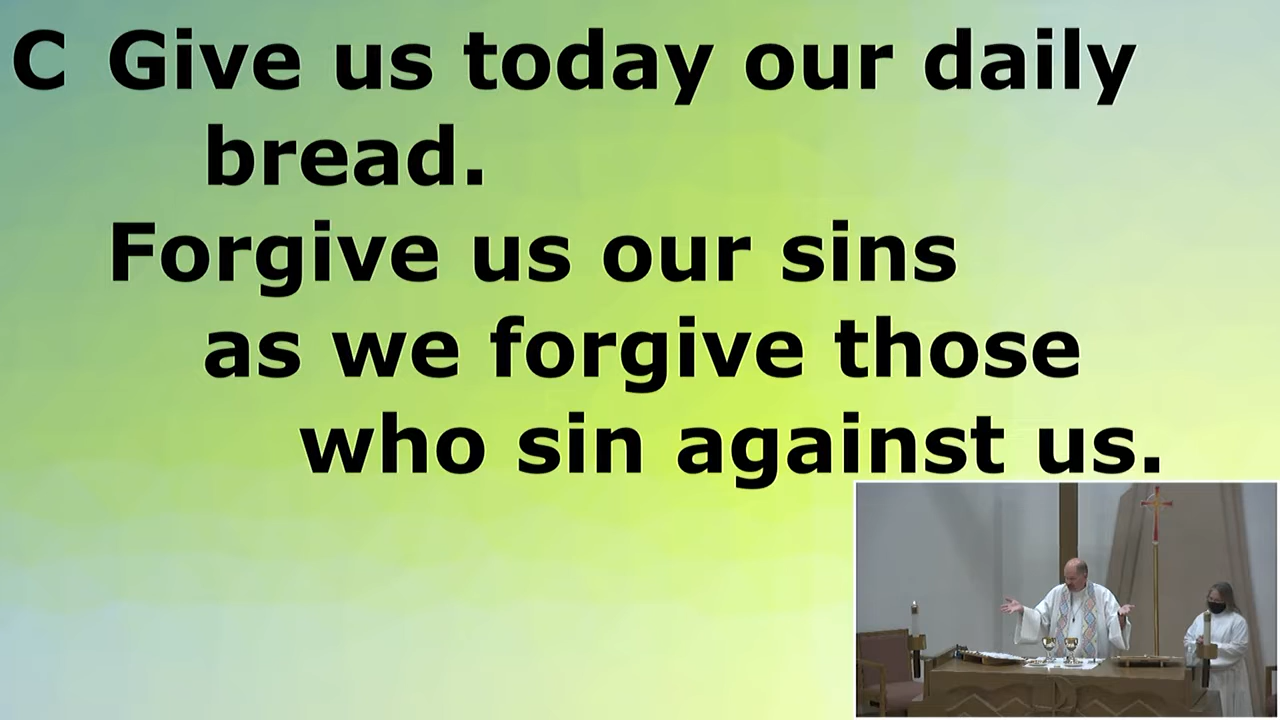 C Give us today our daily
bread.
Forgive us our sins
as we forgive those
who sin against us.